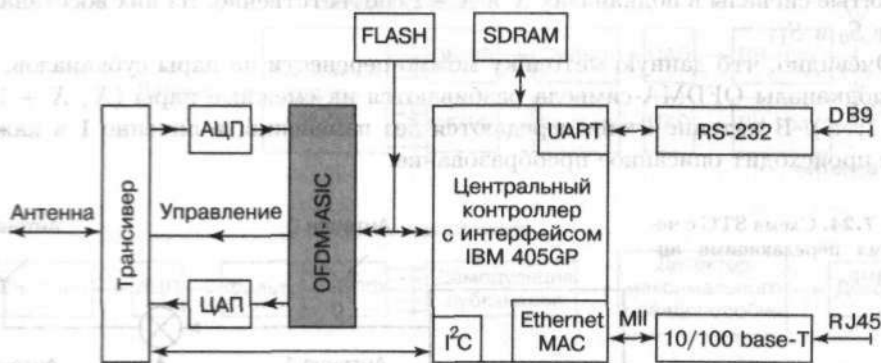 FLASH
SDRAM
АЦП
UART
RS-232
DB9
Антенна
Трансивер
Управление
OFDM-ASIC
Центральный
контроллер
с интерфейсом
IBM 405GP
ЦАП
I²C
Ethernet
MAC
MII
10/100 base-T
RJ45